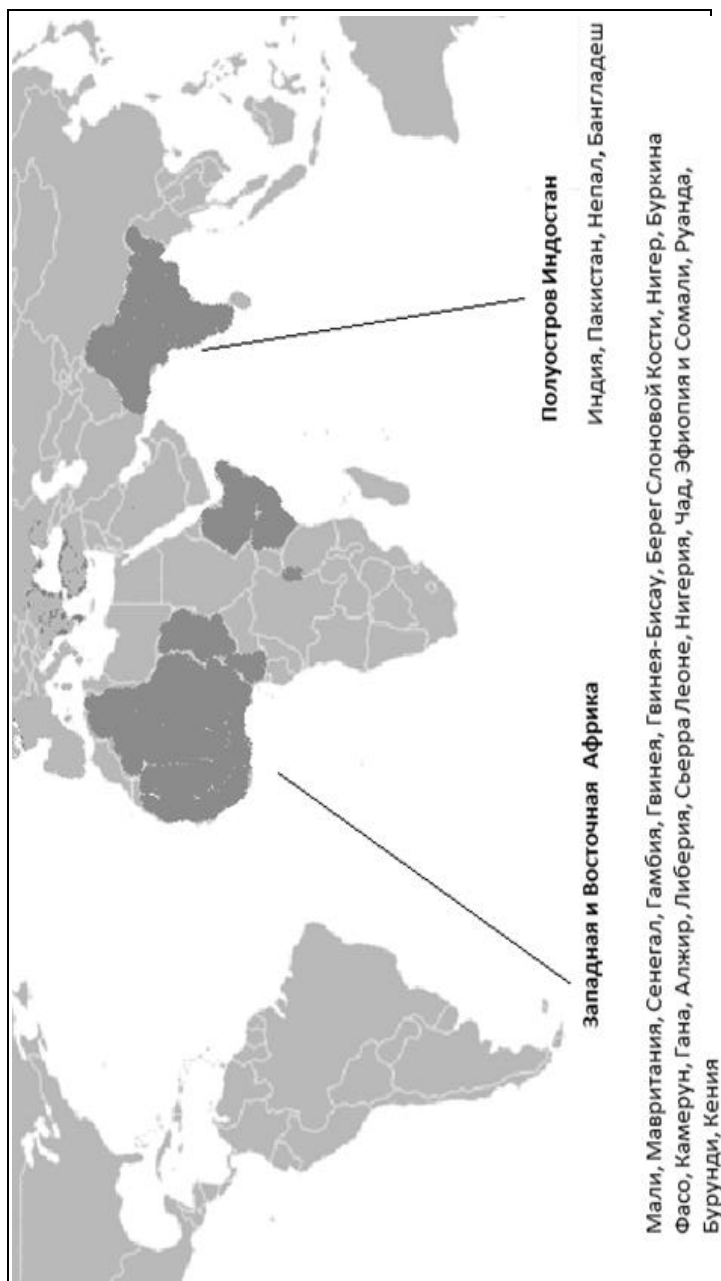 Западная и Восточная Африка
Мали, Мавритания, Сенегал, Гамбия, Гвинея, Гвинея-Бисау, Берег Слоновой Кости, Нигер, Буркина
Фасо, Камерун, Гана, Алжир, Либерия, Сьерра Леоне, Нигерия, Чад, Эфиопия и Сомали, Руанда,
Бурунди, Кения
Полуостров Индостан
Индия, Пакистан, Непал, Бангладеш